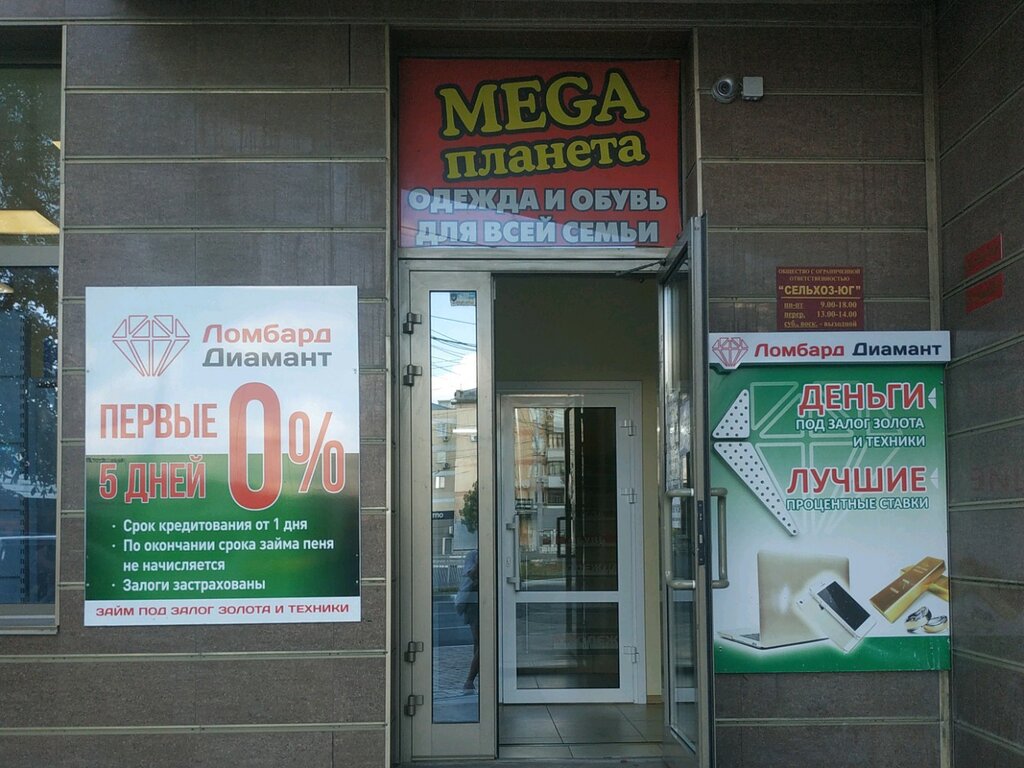 MEGA
планета
ОДЕЖДА И ОБУВЬ
ДЛЯ ВСЕЙ СЕМЬИ
Ломбард
Диамант
ПЕРВЫЕ
5 ДНЕЙ 0%
· Срок кредитования от 1 дня
· По окончании срока займа пеня
не начисляется
· Залоги застрахованы
ЗАЙМ ПОД ЗАЛОГ ЗОЛОТА И ТЕХНИКИ
ОБЩЕСТВО С ОГРАНИЧЕННОЙ
ОТВЕТСТВЕННОСТЬЮ
"СЕЛЬХОЗ-ЮГ"
пн-пт 9.00-18.00
перер. 13.00-14.00
суб., воск. - выходной
Ломбард Диамант
ДЕНЬГИ
ПОД ЗАЛОГ ЗОЛОТА
И ТЕХНИКИ
ЛУЧШИЕ
ПРОЦЕНТНЫЕ СТАВКИ